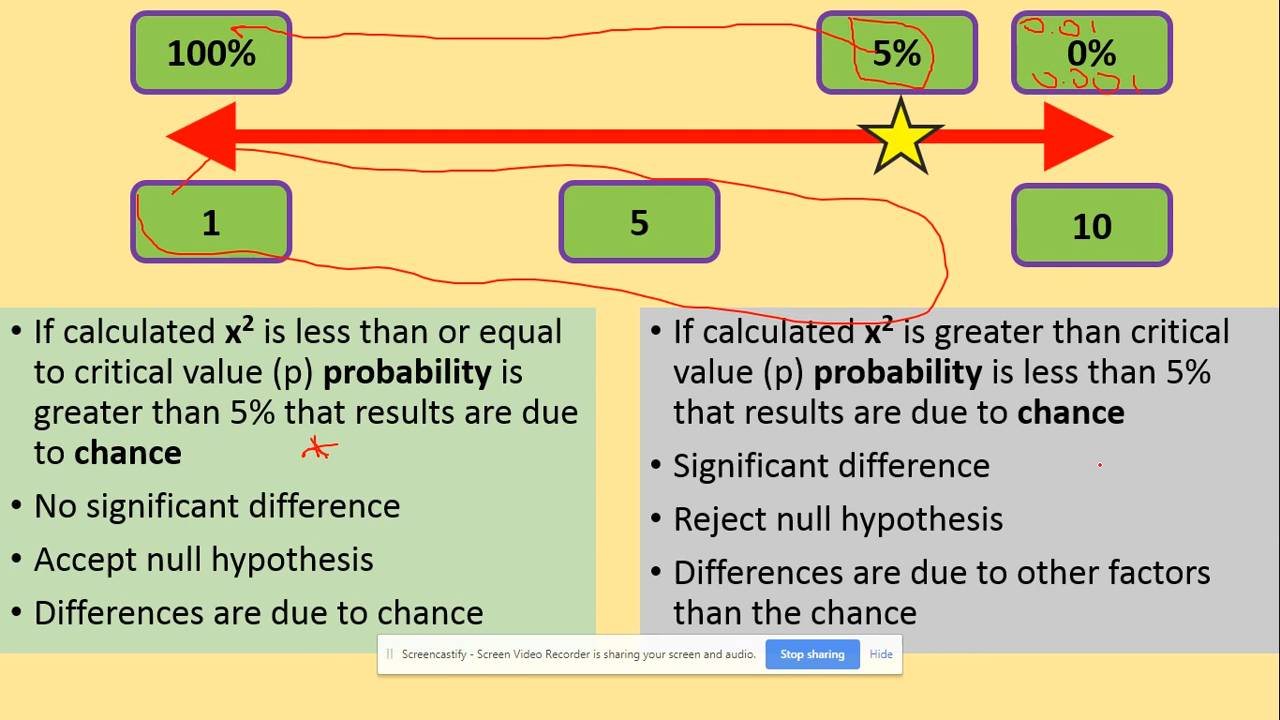 100%
5%
0.01
0%
0.001
1
5
10
• If calculated x² is less than or equal
to critical value (p) probability is
greater than 5% that results are due
to chance
• No significant difference
• Accept null hypothesis
• Differences are due to chance
• If calculated x² is greater than critical
value (p) probability is less than 5%
that results are due to chance
• Significant difference
• Reject null hypothesis
• Differences are due to other factors
than the chance
Screencastify - Screen Video Recorder is sharing your screen and audio.
Stop sharing
Hide